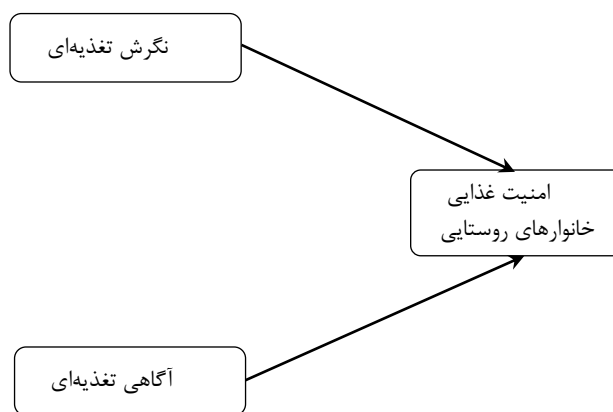 نگرش تغذیه‌ای
امنیت غذایی
خانوارهای روستایی
آگاهی تغذیه‌ای